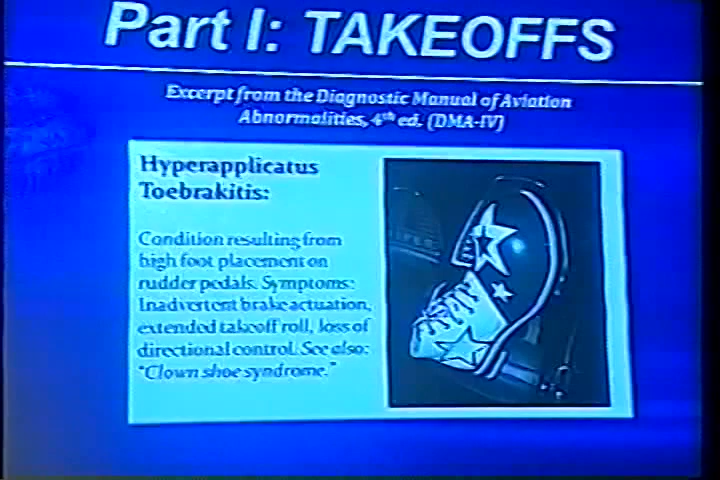 Part I: TAKEOFFS
Excerpt from the Diagnostic Manual of Aviation
Abnormalities, 4th ed. (DMA-IV)
Hyperapplicatus
Toebrakitis:
Condition resulting from
high foot placement on
rudder pedals. Symptoms:
Inadvertent brake actuation,
extended takeoff roll, loss of
directional control. See also:
"Clown shoe syndrome."